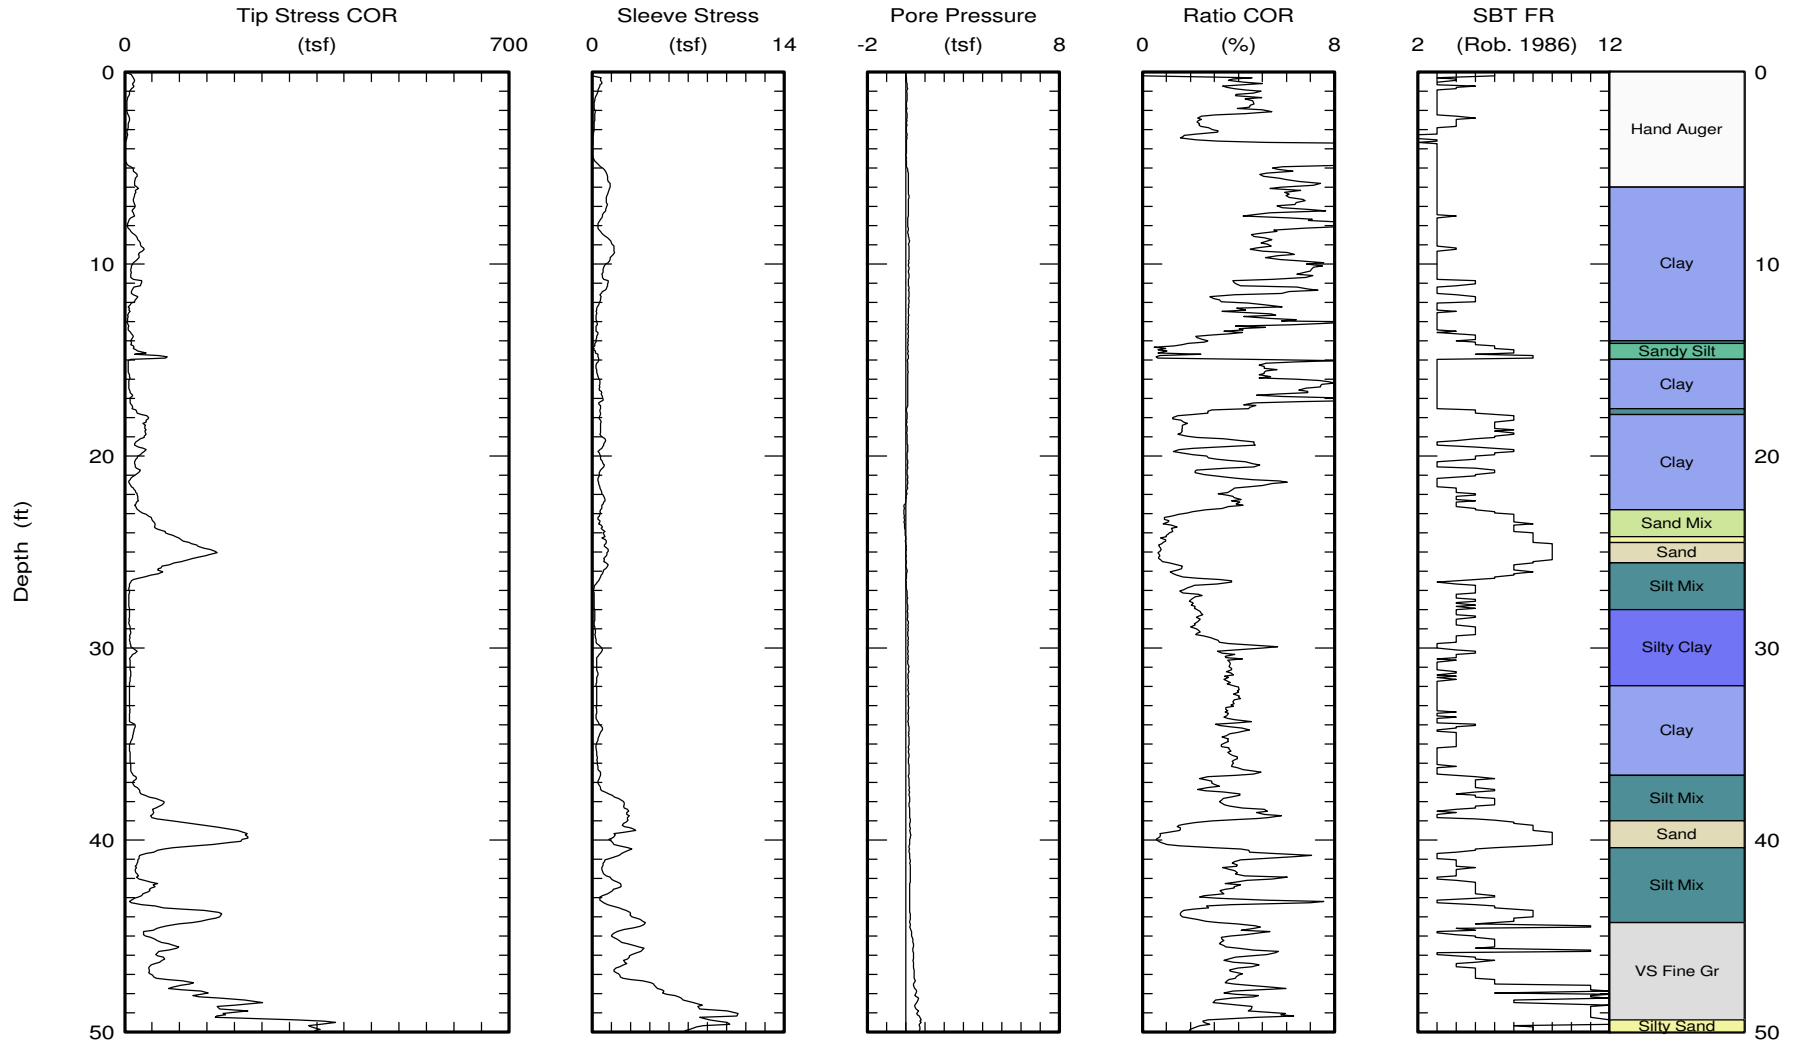 Tip Stress COR Sleeve Stress Pore Pressure Ratio COR SBT FR
0 (tsf) 700 0 (tsf) 14 -2 (tsf) 8 0 (%) 8 2 (Rob. 1986) 12
0 0
Hand Auger
10 Clay 10
Sandy Silt
Clay
20 Clay 20
Sand Mix
Depth (ft)
Sand
Silt Mix
30 Silty Clay 30
Clay
Silt Mix
40 Sand 40
Silt Mix
VS Fine Gr
50 Silty Sand 50